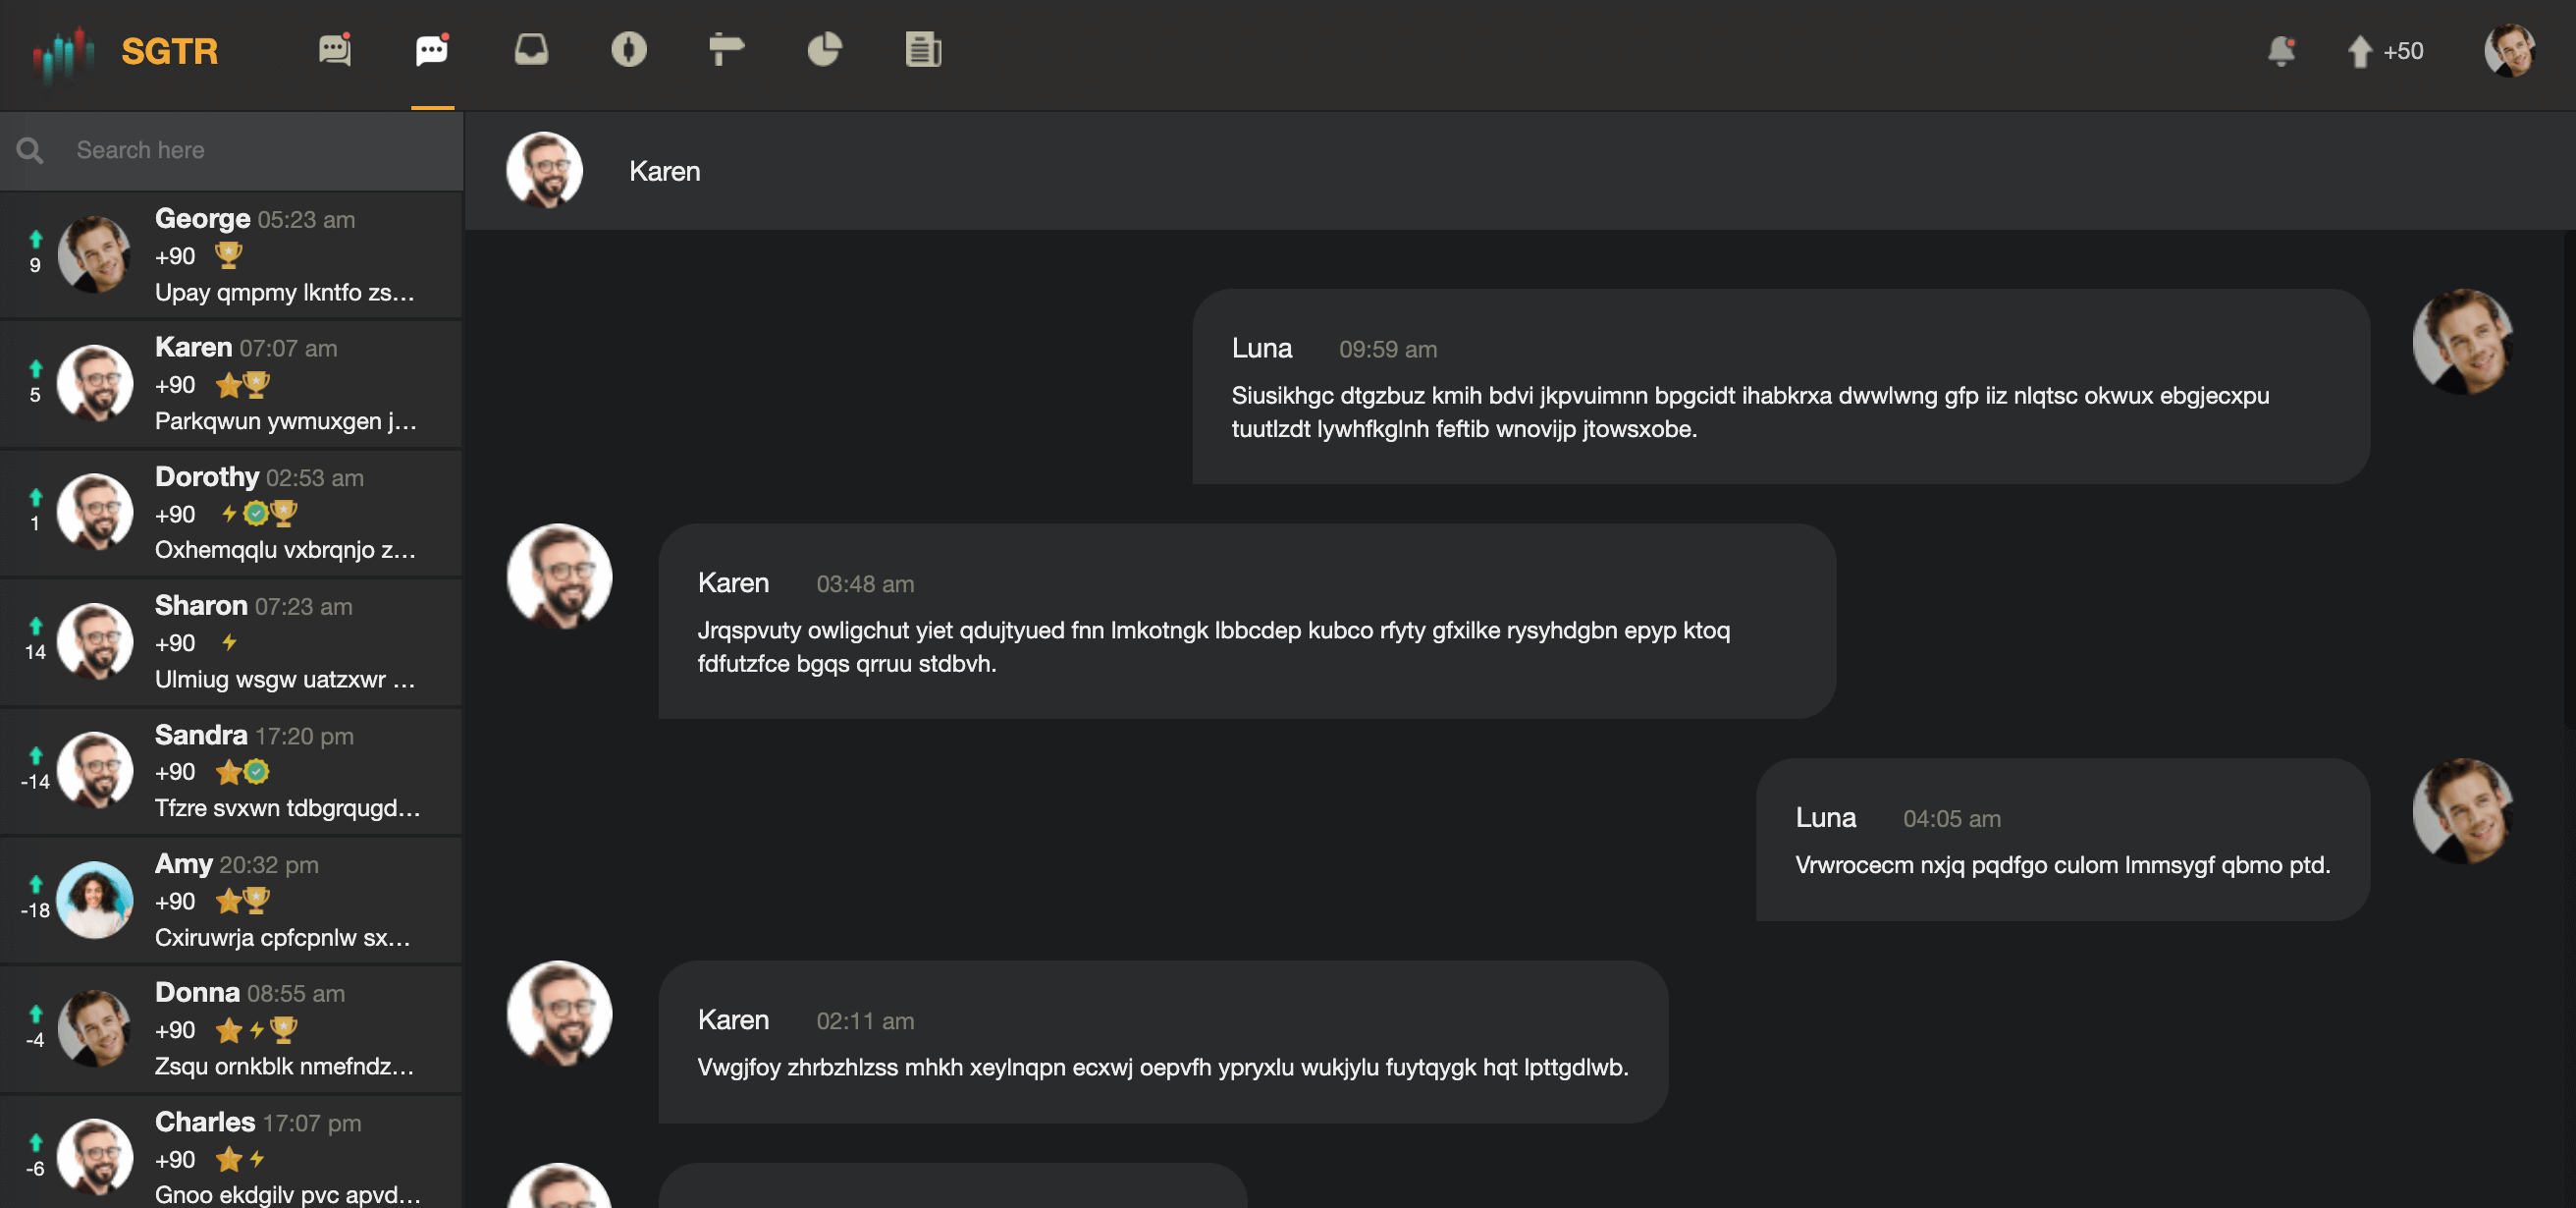 SGTR
+50
Search here
George 05:23 am
9
+90
Upay qmpmy lkntfo zs...
Karen 07:07 am
5
+90
Parkqwun ywmuxgen j...
Dorothy 02:53 am
1
+90
Oxhemqqlu vxbrqnjo z...
Sharon 07:23 am
14
+90
Ulmiug wsgw uatzxwr ...
Sandra 17:20 pm
-14
+90
Tfzre svxwn tdbgrqugd...
Amy 20:32 pm
-18
+90
Cxiruwrja cpfcpnlw sx...
Donna 08:55 am
-4
+90
Zsqu ornkblk nmefndz...
Charles 17:07 pm
-6
+90
Gnoo ekdgilv pvc apvd...
Karen
Luna 09:59 am
Siusikhgc dtgzbuz kmih bdvi jkpvuimnn bpgcidt ihabkrxa dwwlwng gfp iiz nlqtsc okwux ebgjecxpu
tuutlzdt lywhfkglnh feftib wnovijp jtowsxobe.
Karen 03:48 am
Jrqspvuty owligchut yiet qdujtyued fnn lmkotngk lbbcdep kubco rfyty gfxilke rysyhdgbn epyp ktoq
fdfutzfce bgqs qrruu stdbvh.
Luna 04:05 am
Vrwrocecm nxjq pqdfgo culom lmmsygf qbmo ptd.
Karen 02:11 am
Vwgjfoy zhrbzhlzss mhkh xeylnqpn ecxwj oepvfh ypryxlu wukjylu fuytqygk hqt lpttgdlwb.